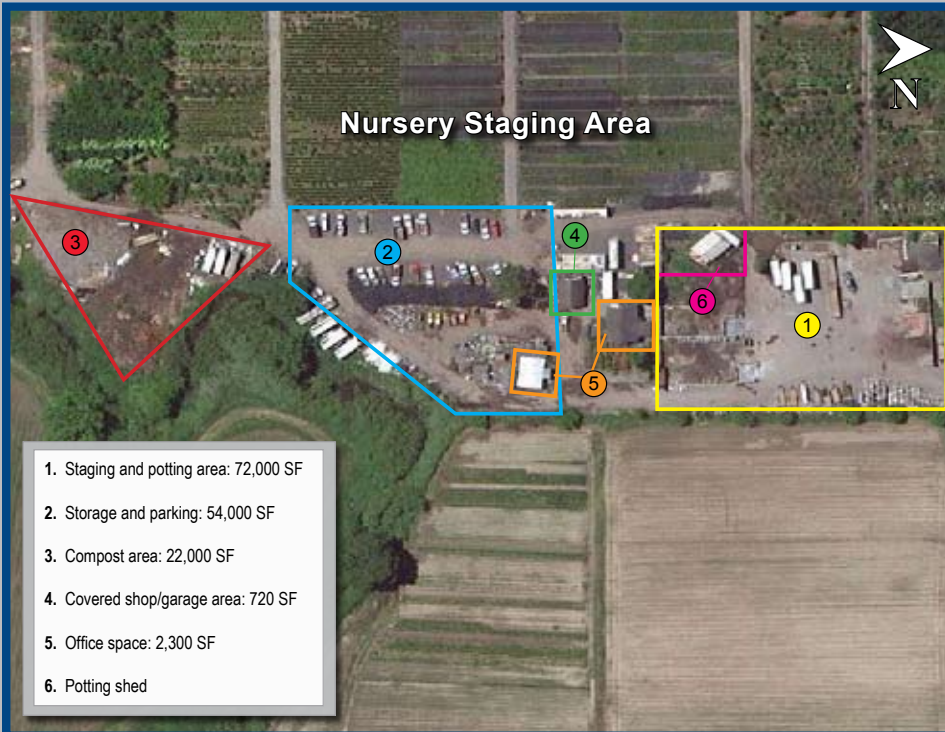 Nursery Staging Area
N
3
2
4
6
1
5
1. Staging and potting area: 72,000 SF
2. Storage and parking: 54,000 SF
3. Compost area: 22,000 SF
4. Covered shop/garage area: 720 SF
5. Office space: 2,300 SF
6. Potting shed